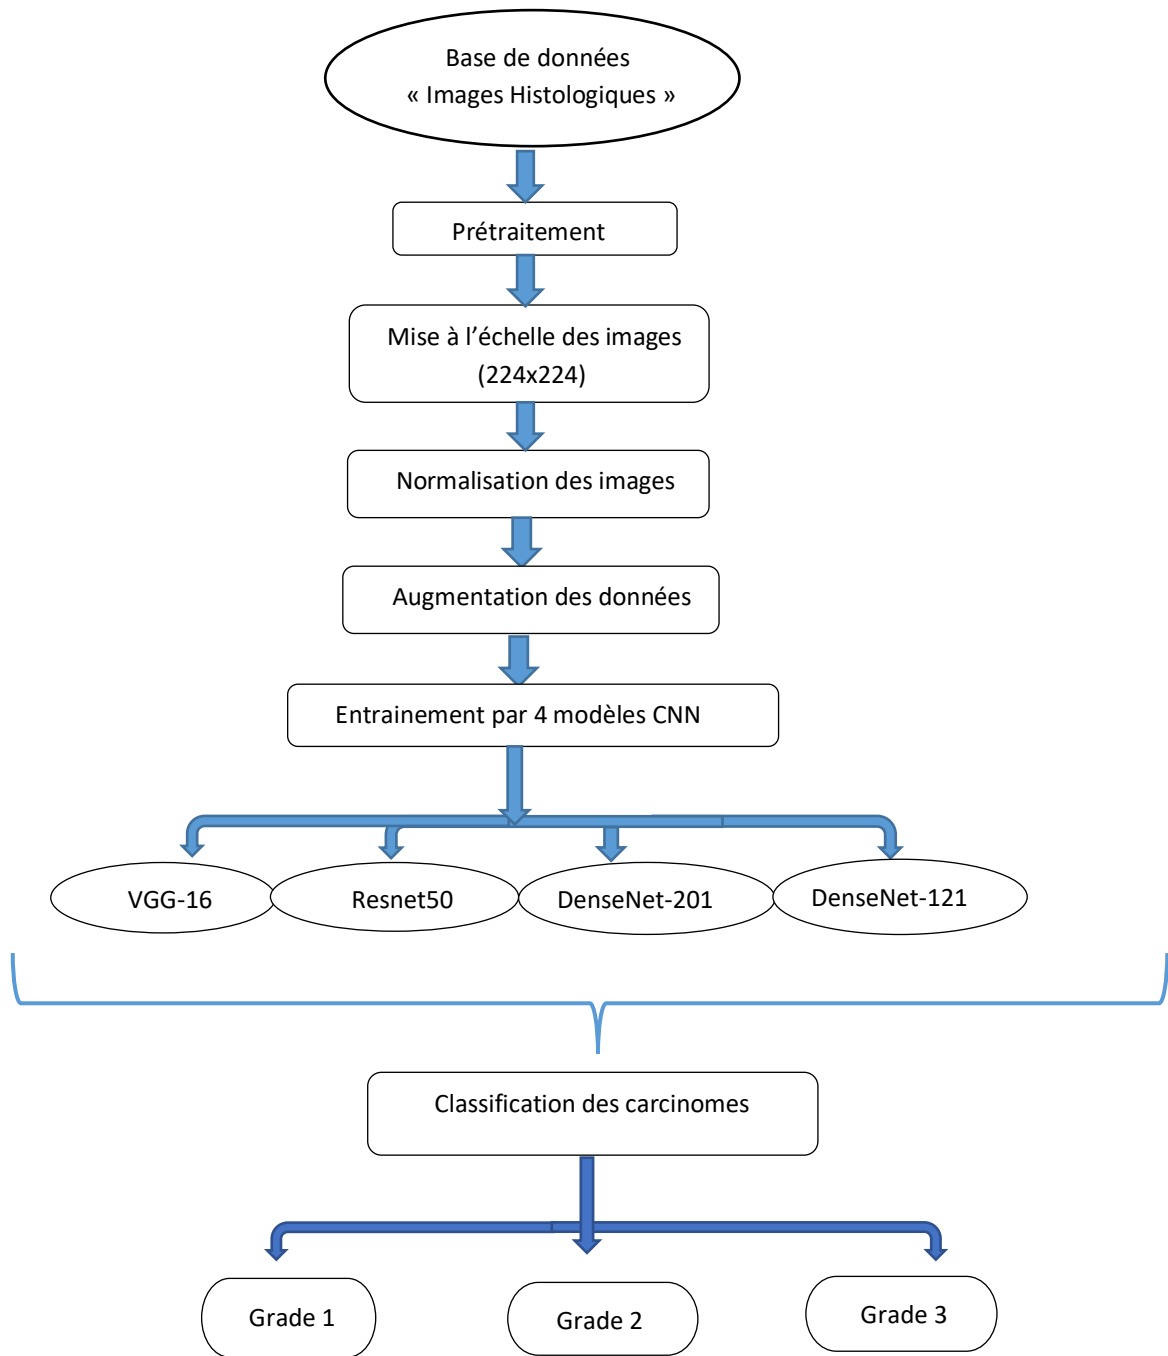 Base de données
« Images Histologiques »
Prétraitement
Mise à l’échelle des images
(224x224)
Normalisation des images
Augmentation des données
Entrainement par 4 modèles CNN
VGG-16
Resnet50
DenseNet-201
DenseNet-121
Classification des carcinomes
Grade 1
Grade 2
Grade 3